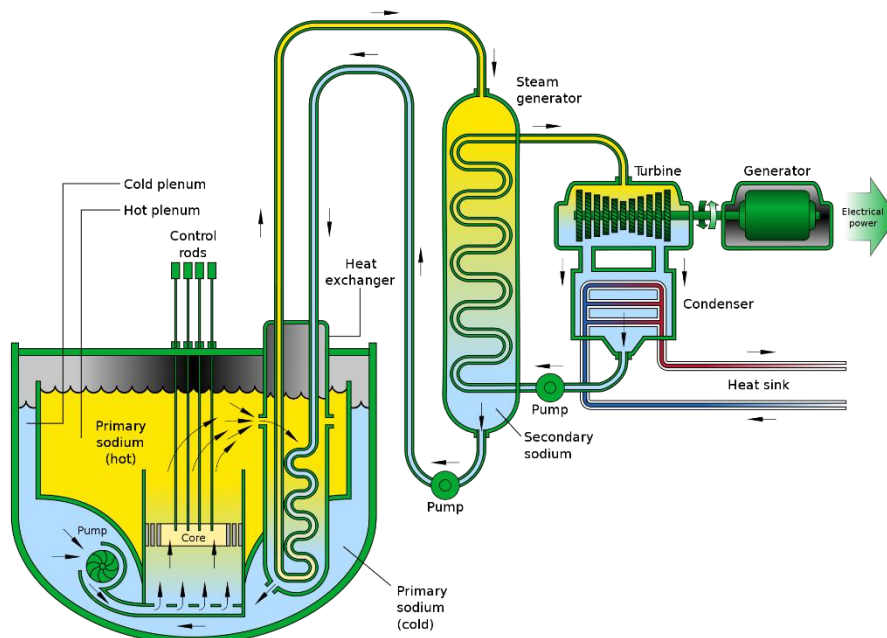 Steam
generator
Cold plenum
Hot plenum
Control
rods
Heat
exchanger
Turbine
Generator
Electrical
power
Condenser
Heat sink
Pump
Secondary
sodium
Pump
Primary
sodium
(hot)
Core
Pump
Primary
sodium
(cold)